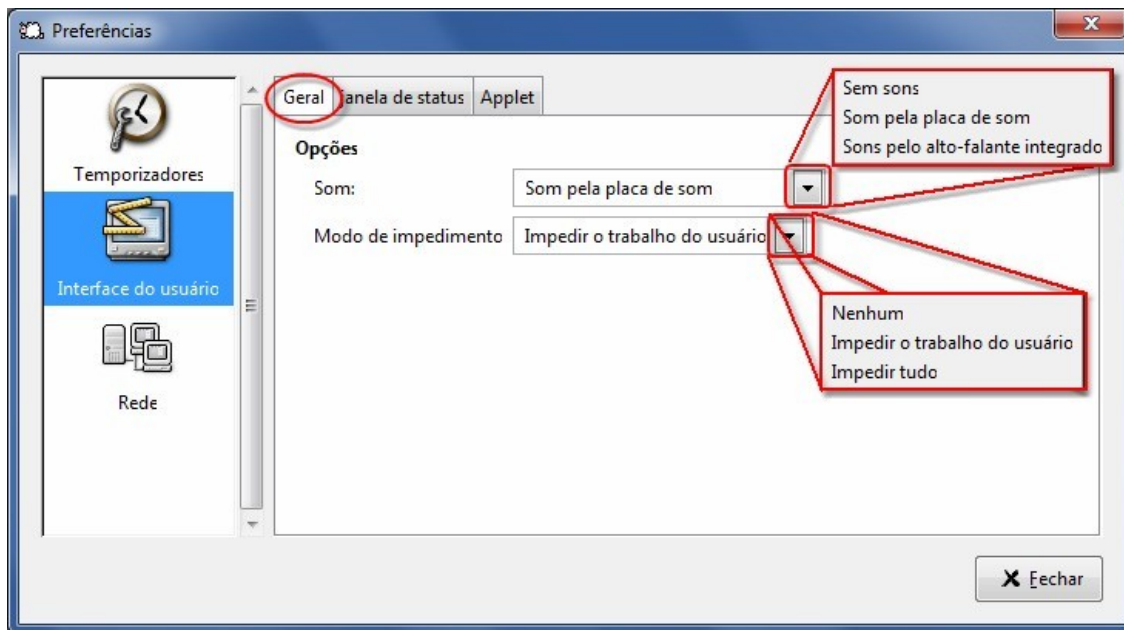 Preferências
Temporizadores
Interface do usuário
Rede
Geral Janela de status Applet
Opções
Som: Som pela placa de som
Modo de impedimento Impedir o trabalho do usuário
Sem sons
Som pela placa de som
Sons pelo alto-falante integrado
Nenhum
Impedir o trabalho do usuário
Impedir tudo
X Fechar